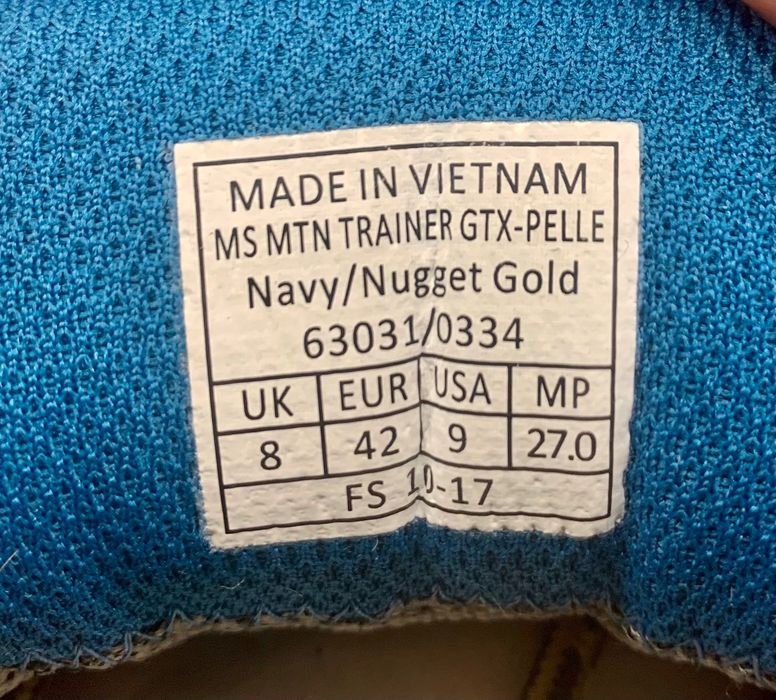 MADE IN VIETNAM
MS MTN TRAINER GTX-PELLE
Navy/Nugget Gold
63031/0334
UK EUR USA MP
8 42 9 27.0
FS 10-17